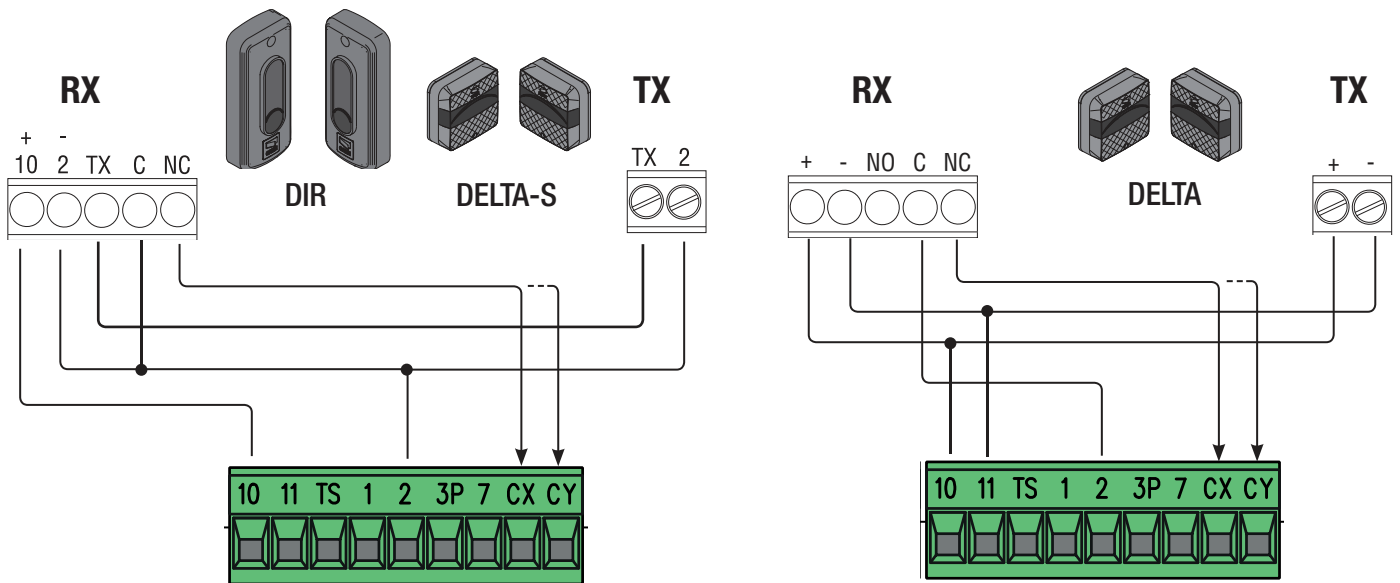 RX
TX
+ -
10 2 TX C NC
TX 2
DIR
DELTA-S
10 11 TS 1 2 3P 7 CX CY
RX
TX
+ - NO C NC
+ -
DELTA
10 11 TS 1 2 3P 7 CX CY